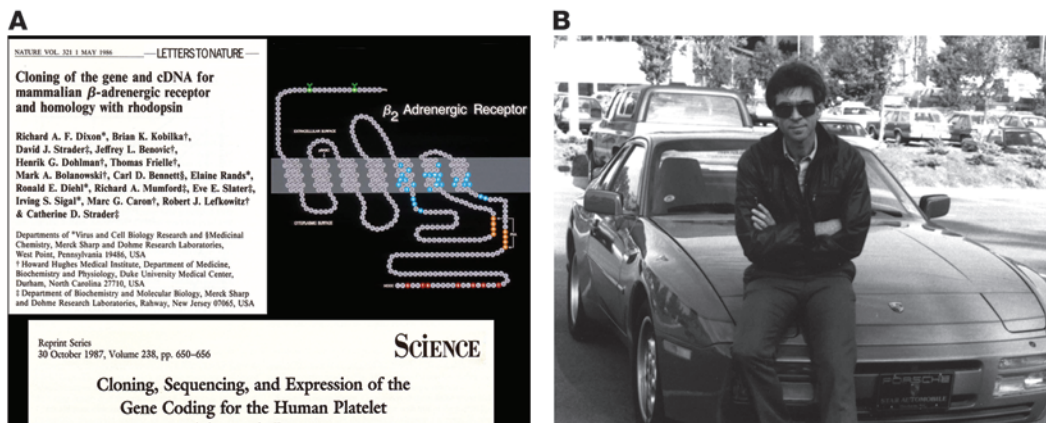 A
B
NATURE VOL. 321 1 MAY 1986
LETTERS TO NATURE
Cloning of the gene and cDNA for
mammalian β-adrenergic receptor
and homology with rhodopsin
Richard A. F. Dixon*, Brian K. Kobilka†,
David J. Strader‡, Jeffrey L. Benovic†,
Henrik G. Dohlman†, Thomas Frielle†,
Mark A. Bolanowski†, Carl D. Bennett§, Elaine Rands*,
Ronald E. Diehl*, Richard A. Mumford‡, Eve E. Slater‡,
Irving S. Sigal*, Marc G. Caron†, Robert J. Lefkowitz†
& Catherine D. Strader‡
Departments of *Virus and Cell Biology Research and §Medicinal
Chemistry, Merck Sharp and Dohme Research Laboratories,
West Point, Pennsylvania 19486, USA
† Howard Hughes Medical Institute, Department of Medicine,
Biochemistry and Physiology, Duke University Medical Center,
Durham, North Carolina 27710, USA
‡ Department of Biochemistry and Molecular Biology, Merck Sharp
and Dohme Research Laboratories, Rahway, New Jersey 07065, USA
β2 Adrenergic Receptor
EXTRACELLULAR SURFACE
CYTOPLASMIC SURFACE
Reprint Series
30 October 1987, Volume 238, pp. 650–656
SCIENCE
Cloning, Sequencing, and Expression of the
Gene Coding for the Human Platelet
PORSCHE